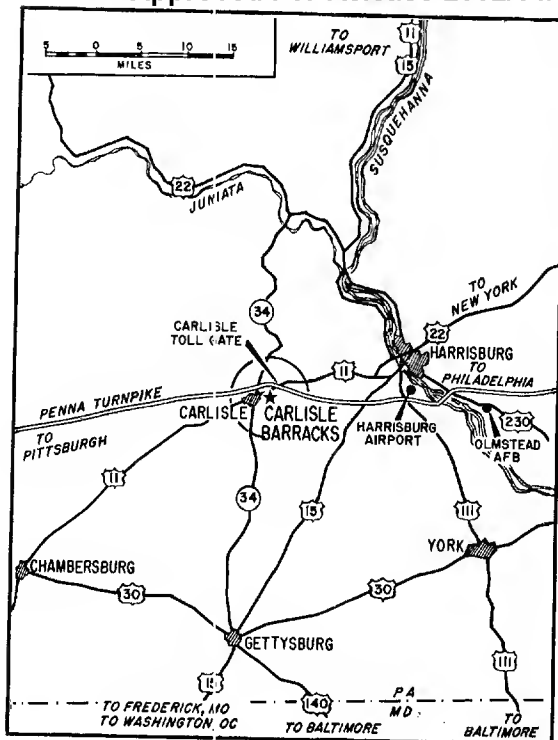 5 0 5 10 15
MILES
TO
WILLIAMSPORT
11
15
SUSQUEHANNA
22
JUNIATA
34
CARLISLE
TOLL GATE
11
TO
NEW YORK
22
HARRISBURG
TO
PHILADELPHIA
PENNA TURNPIKE
TO
PITTSBURGH
CARLISLE
CARLISLE
BARRACKS
HARRISBURG
AIRPORT
230
OLMSTEAD
AFB
11
34
15
111
YORK
CHAMBERSBURG
30
30
GETTYSBURG
15
140
111
PA
MD
TO FREDERICK, MO
TO WASHINGTON, OC
TO BALTIMORE
TO
BALTIMORE